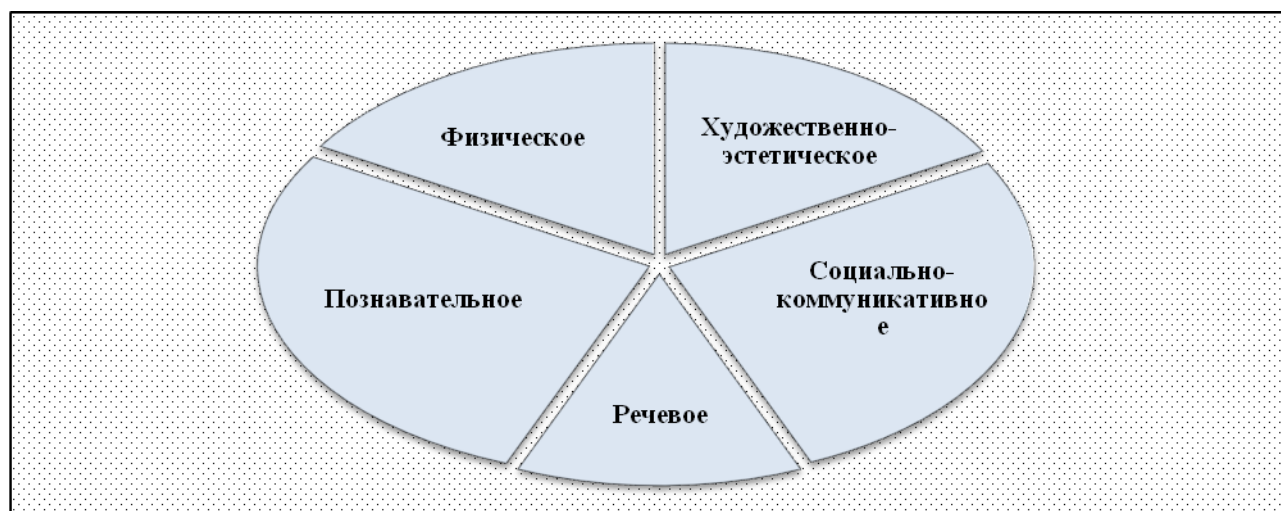 Физическое
Художественно-
эстетическое
Познавательное
Социально-
коммуникативно
е
Речевое